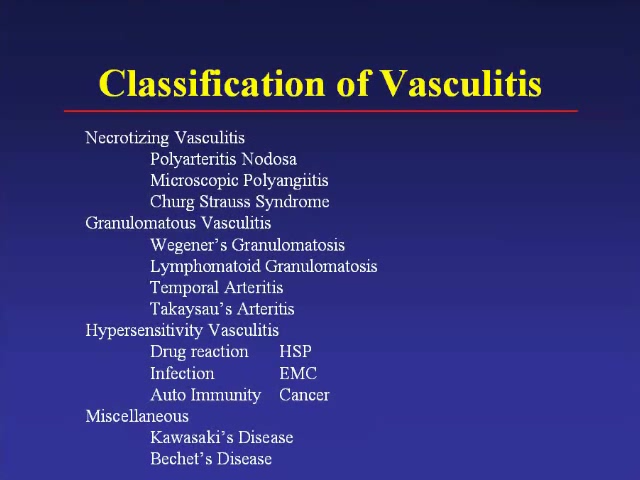 Classification of Vasculitis
Necrotizing Vasculitis
Polyarteritis Nodosa
Microscopic Polyangiitis
Churg Strauss Syndrome
Granulomatous Vasculitis
Wegener's Granulomatosis
Lymphomatoid Granulomatosis
Temporal Arteritis
Takaysau's Arteritis
Hypersensitivity Vasculitis
Drug reaction HSP
Infection EMC
Auto Immunity Cancer
Miscellaneous
Kawasaki's Disease
Bechet's Disease